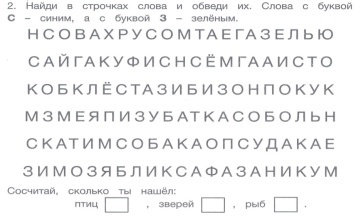 2. Найди в строчках слова и обведи их. Слова с буквой
С – синим, а с буквой З – зелёным.
НСОВАХРУСОМТАЕГАЗЕЛЬЮ
САЙГАКУФИСНСЁМГААИСТО
КОБКЛЁСТАЗИБИЗОНПОКУК
МЗМЕЯПИЗУБАТКАСОБОЛЬН
СКАТИМСОБАКАОПСУДАКАЕ
ЗИМОЗЯБЛИКСАФАЗАНИКУМ
Сосчитай, сколько ты нашёл:
птиц , зверей , рыб .